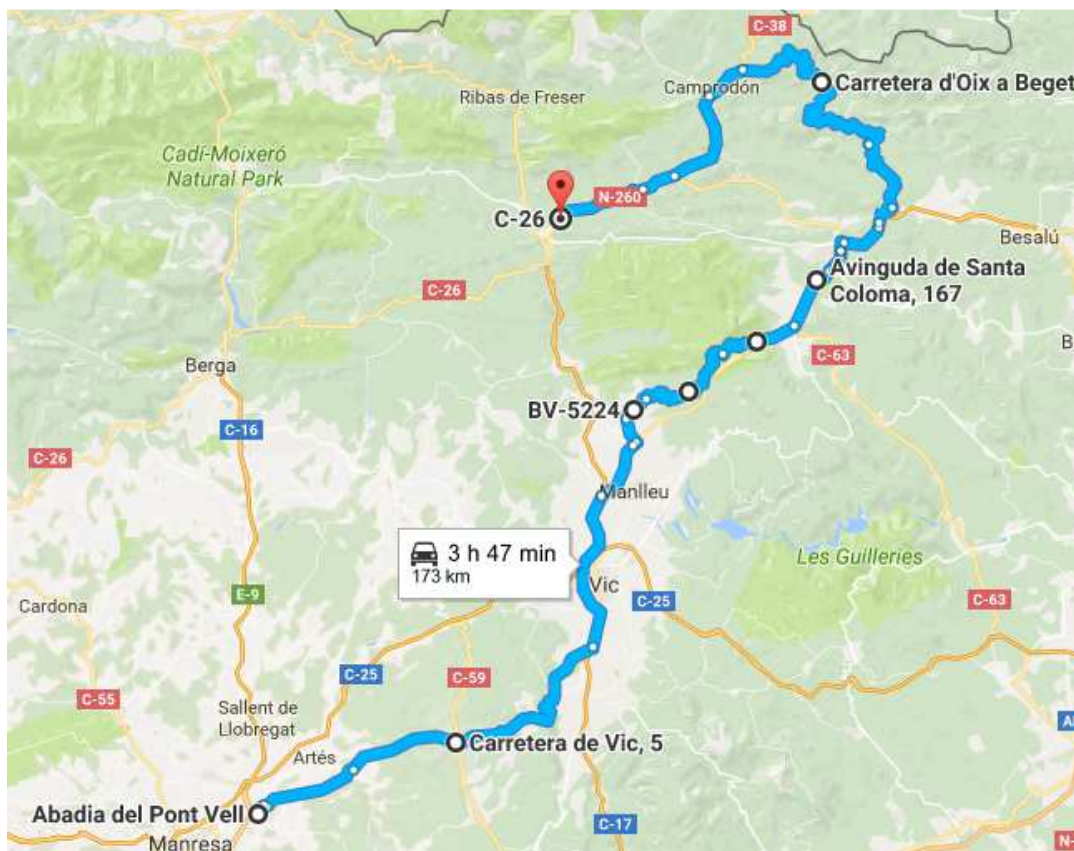 C-38
Carretera d'Oix a Beget
Camprodón
Ribas de Freser
Cadí-Moixeró
Natural Park
N-260
C-26
Besalú
Avinguda de Santa
Coloma, 167
C-26
C-63
Berga
BV-5224
C-16
C-26
Manlleu
3 h 47 min
173 km
Les Guilleries
Vic
C-25
C-63
Cardona
E-9
C-25
C-59
C-55
Sallent de
Llobregat
Carretera de Vic, 5
Artés
Abadia del Pont Vell
C-17
Manresa